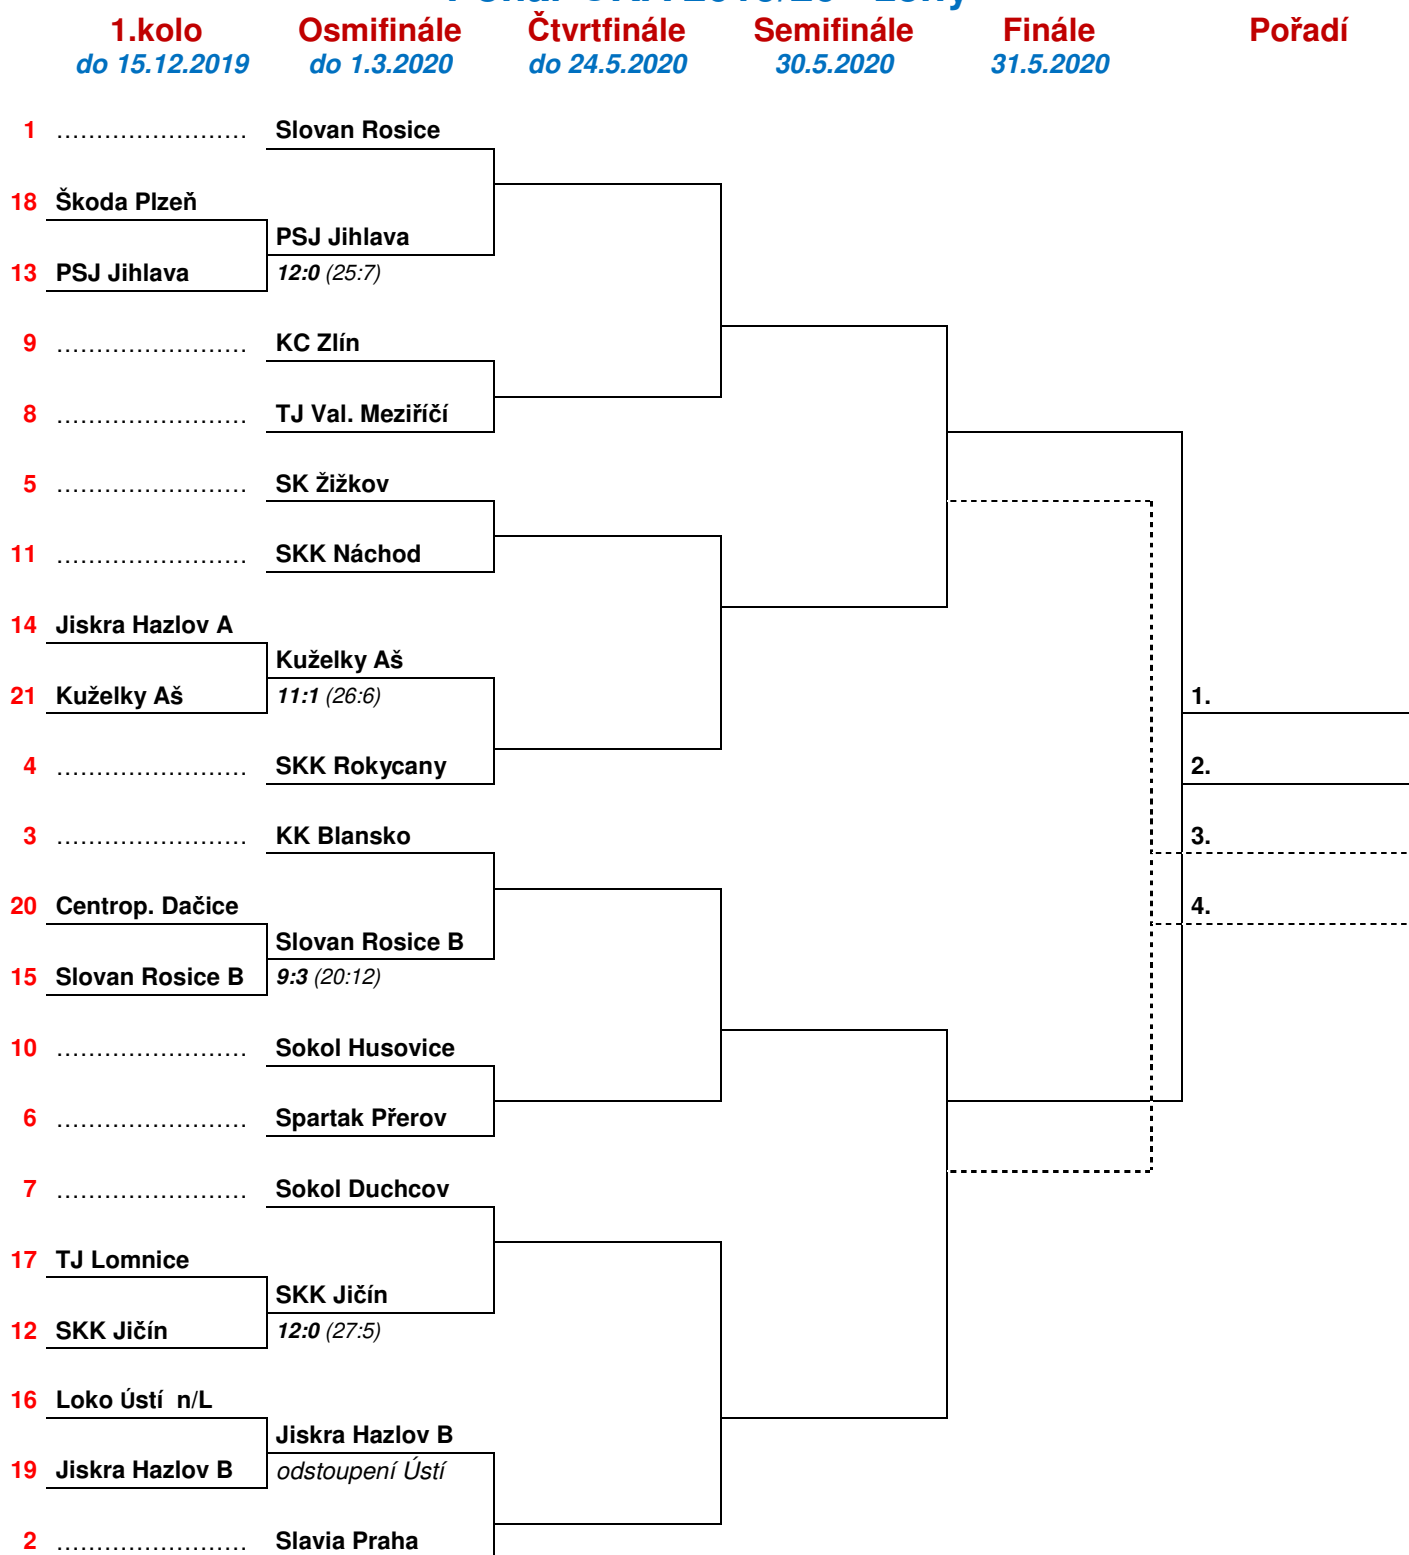 1.kolo Osmifinále Čtvrtfinále Semifinále Finále Pořadí
do 15.12.2019 do 1.3.2020 do 24.5.2020 30.5.2020 31.5.2020
1 ........................ Slovan Rosice
18 Škoda Plzeň
PSJ Jihlava
13 PSJ Jihlava 12:0 (25:7)
9 ........................ KC Zlín
8 ........................ TJ Val. Meziříčí
5 ........................ SK Žižkov
11 ........................ SKK Náchod
14 Jiskra Hazlov A
Kuželky Aš
21 Kuželky Aš 11:1 (26:6) 1.
4 ........................ SKK Rokycany 2.
3 ........................ KK Blansko 3.
20 Centrop. Dačice 4.
Slovan Rosice B
15 Slovan Rosice B 9:3 (20:12)
10 ........................ Sokol Husovice
6 ........................ Spartak Přerov
7 ........................ Sokol Duchcov
17 TJ Lomnice
SKK Jičín
12 SKK Jičín 12:0 (27:5)
16 Loko Ústí n/L
Jiskra Hazlov B
19 Jiskra Hazlov B odstoupení Ústí
2 ........................ Slavia Praha